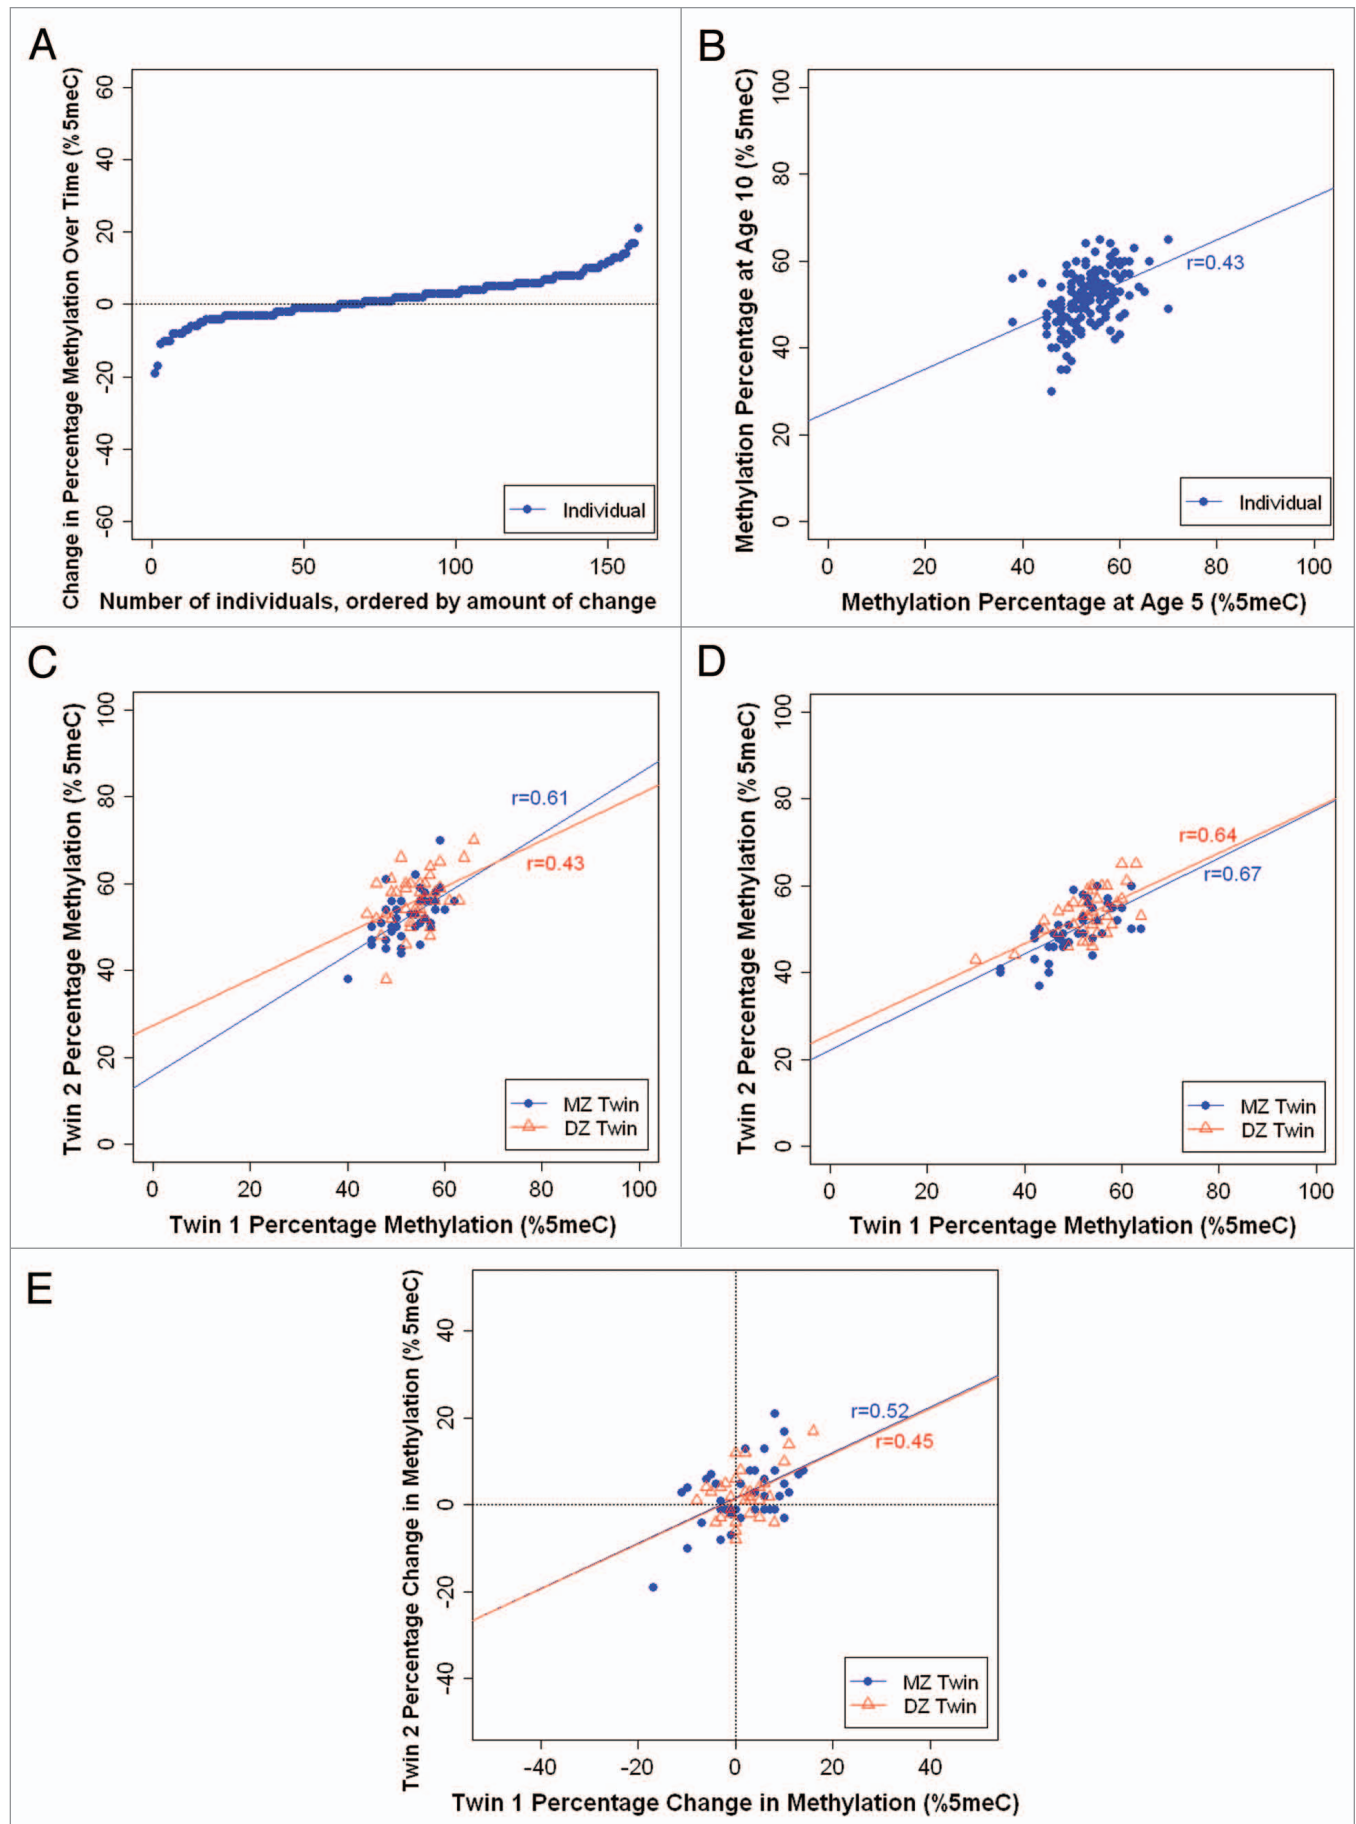 A
Change in Percentage Methylation Over Time (%5meC)
60
40
20
0
-20
-40
-60
Individual
0 50 100 150
Number of individuals, ordered by amount of change
B
Methylation Percentage at Age 10 (%5meC)
100
80
60
40
20
0
r=0.43
Individual
0 20 40 60 80 100
Methylation Percentage at Age 5 (%5meC)
C
Twin 2 Percentage Methylation (%5meC)
100
80
60
40
20
0
r=0.61
r=0.43
MZ Twin
DZ Twin
0 20 40 60 80 100
Twin 1 Percentage Methylation (%5meC)
D
Twin 2 Percentage Methylation (%5meC)
100
80
60
40
20
0
r=0.64
r=0.67
MZ Twin
DZ Twin
0 20 40 60 80 100
Twin 1 Percentage Methylation (%5meC)
E
Twin 2 Percentage Change in Methylation (%5meC)
40
20
0
-20
-40
r=0.52
r=0.45
MZ Twin
DZ Twin
-40 -20 0 20 40
Twin 1 Percentage Change in Methylation (%5meC)